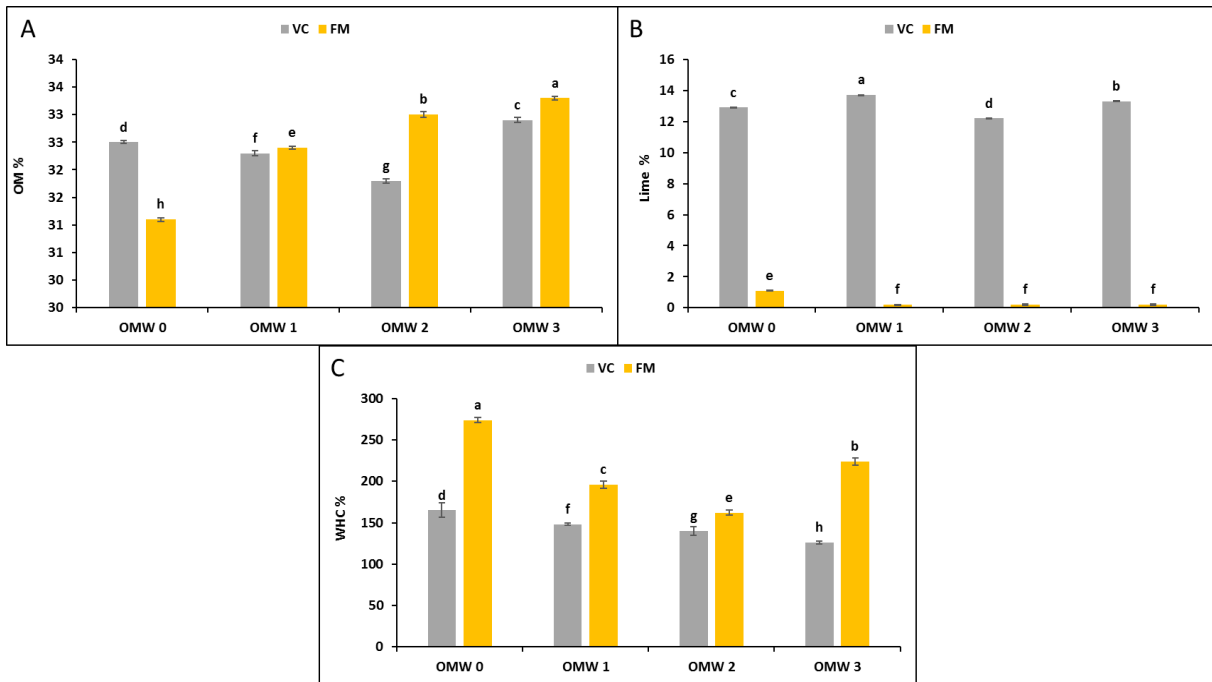 A
VC FM
OM %
34
34
33
33
32
32
31
31
30
30
d h f e g b c a
OMW 0 OMW 1 OMW 2 OMW 3
B
VC FM
Lime %
16
14
12
10
8
6
4
2
0
c e a f d f b f
OMW 0 OMW 1 OMW 2 OMW 3
C
VC FM
WHC %
300
250
200
150
100
50
0
d a f c g e h b
OMW 0 OMW 1 OMW 2 OMW 3